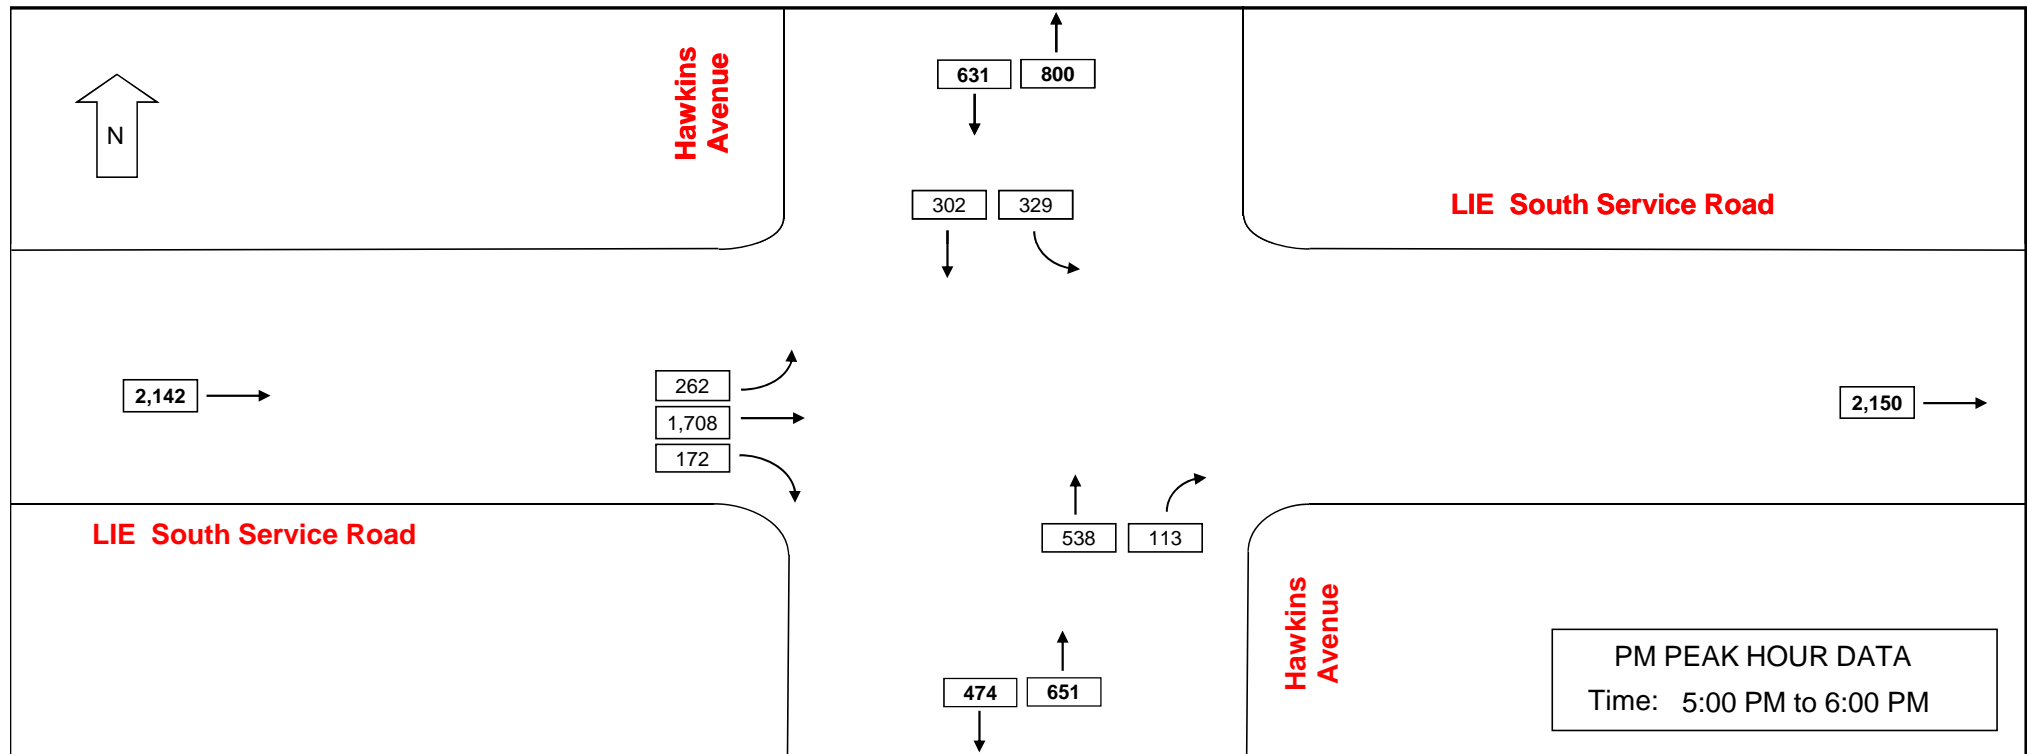 631 800
Hawkins
Avenue
N
302 329
LIE South Service Road
262
2,142
1,708
2,150
172
LIE South Service Road
538 113
Hawkins
Avenue
474 651
PM PEAK HOUR DATA
Time: 5:00 PM to 6:00 PM